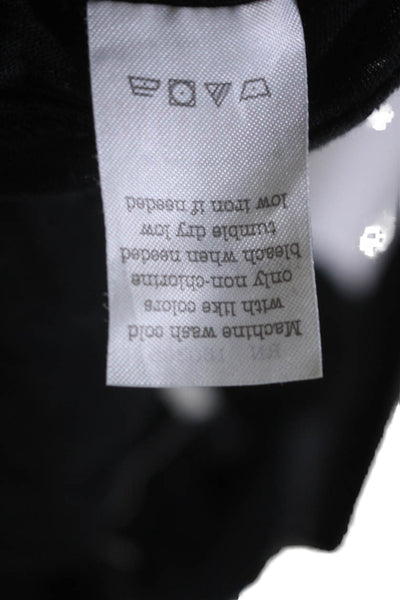 Machine wash cold
with like colors
only non-chlorine
bleach when needed
tumble dry low
low iron if needed